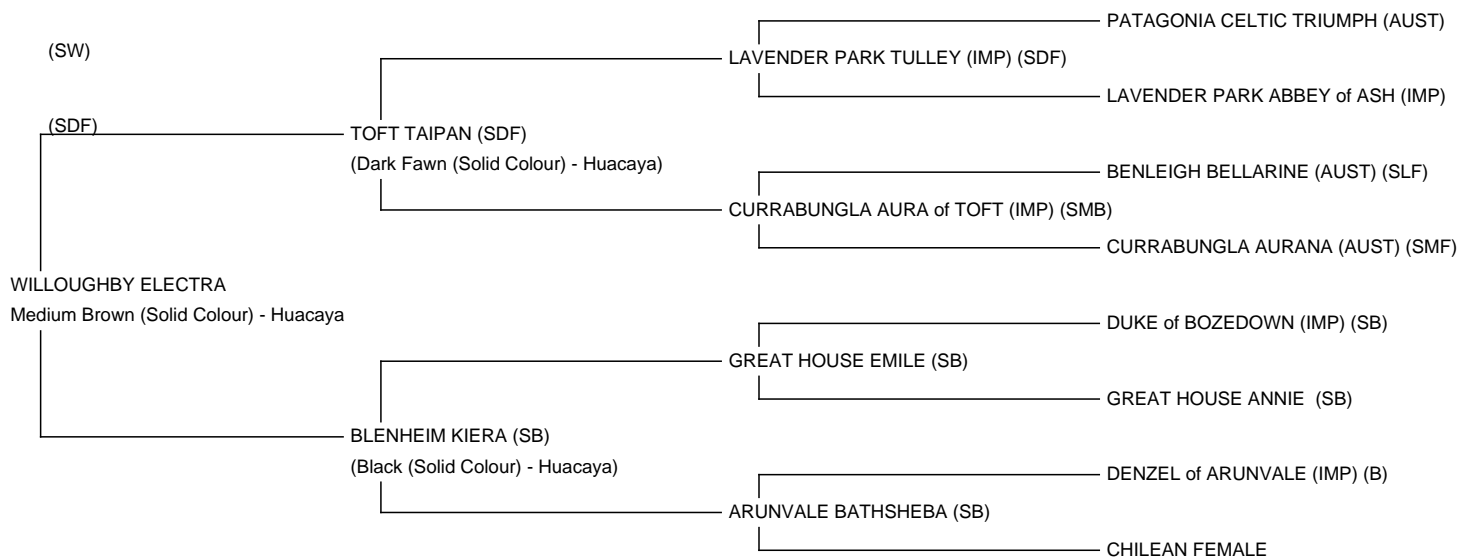 PATAGONIA CELTIC TRIUMPH (AUST)
(SW)
LAVENDER PARK TULLEY (IMP) (SDF)
LAVENDER PARK ABBEY of ASH (IMP)
(SDF)
TOFT TAIPAN (SDF)
(Dark Fawn (Solid Colour) - Huacaya)
BENLEIGH BELLARINE (AUST) (SLF)
CURRABUNGLA AURA of TOFT (IMP) (SMB)
CURRABUNGLA AURANA (AUST) (SMF)
WILLOUGHBY ELECTRA
Medium Brown (Solid Colour) - Huacaya
DUKE of BOZEDOWN (IMP) (SB)
GREAT HOUSE EMILE (SB)
GREAT HOUSE ANNIE (SB)
BLENHEIM KIERA (SB)
(Black (Solid Colour) - Huacaya)
DENZEL of ARUNVALE (IMP) (B)
ARUNVALE BATHSHEBA (SB)
CHILEAN FEMALE